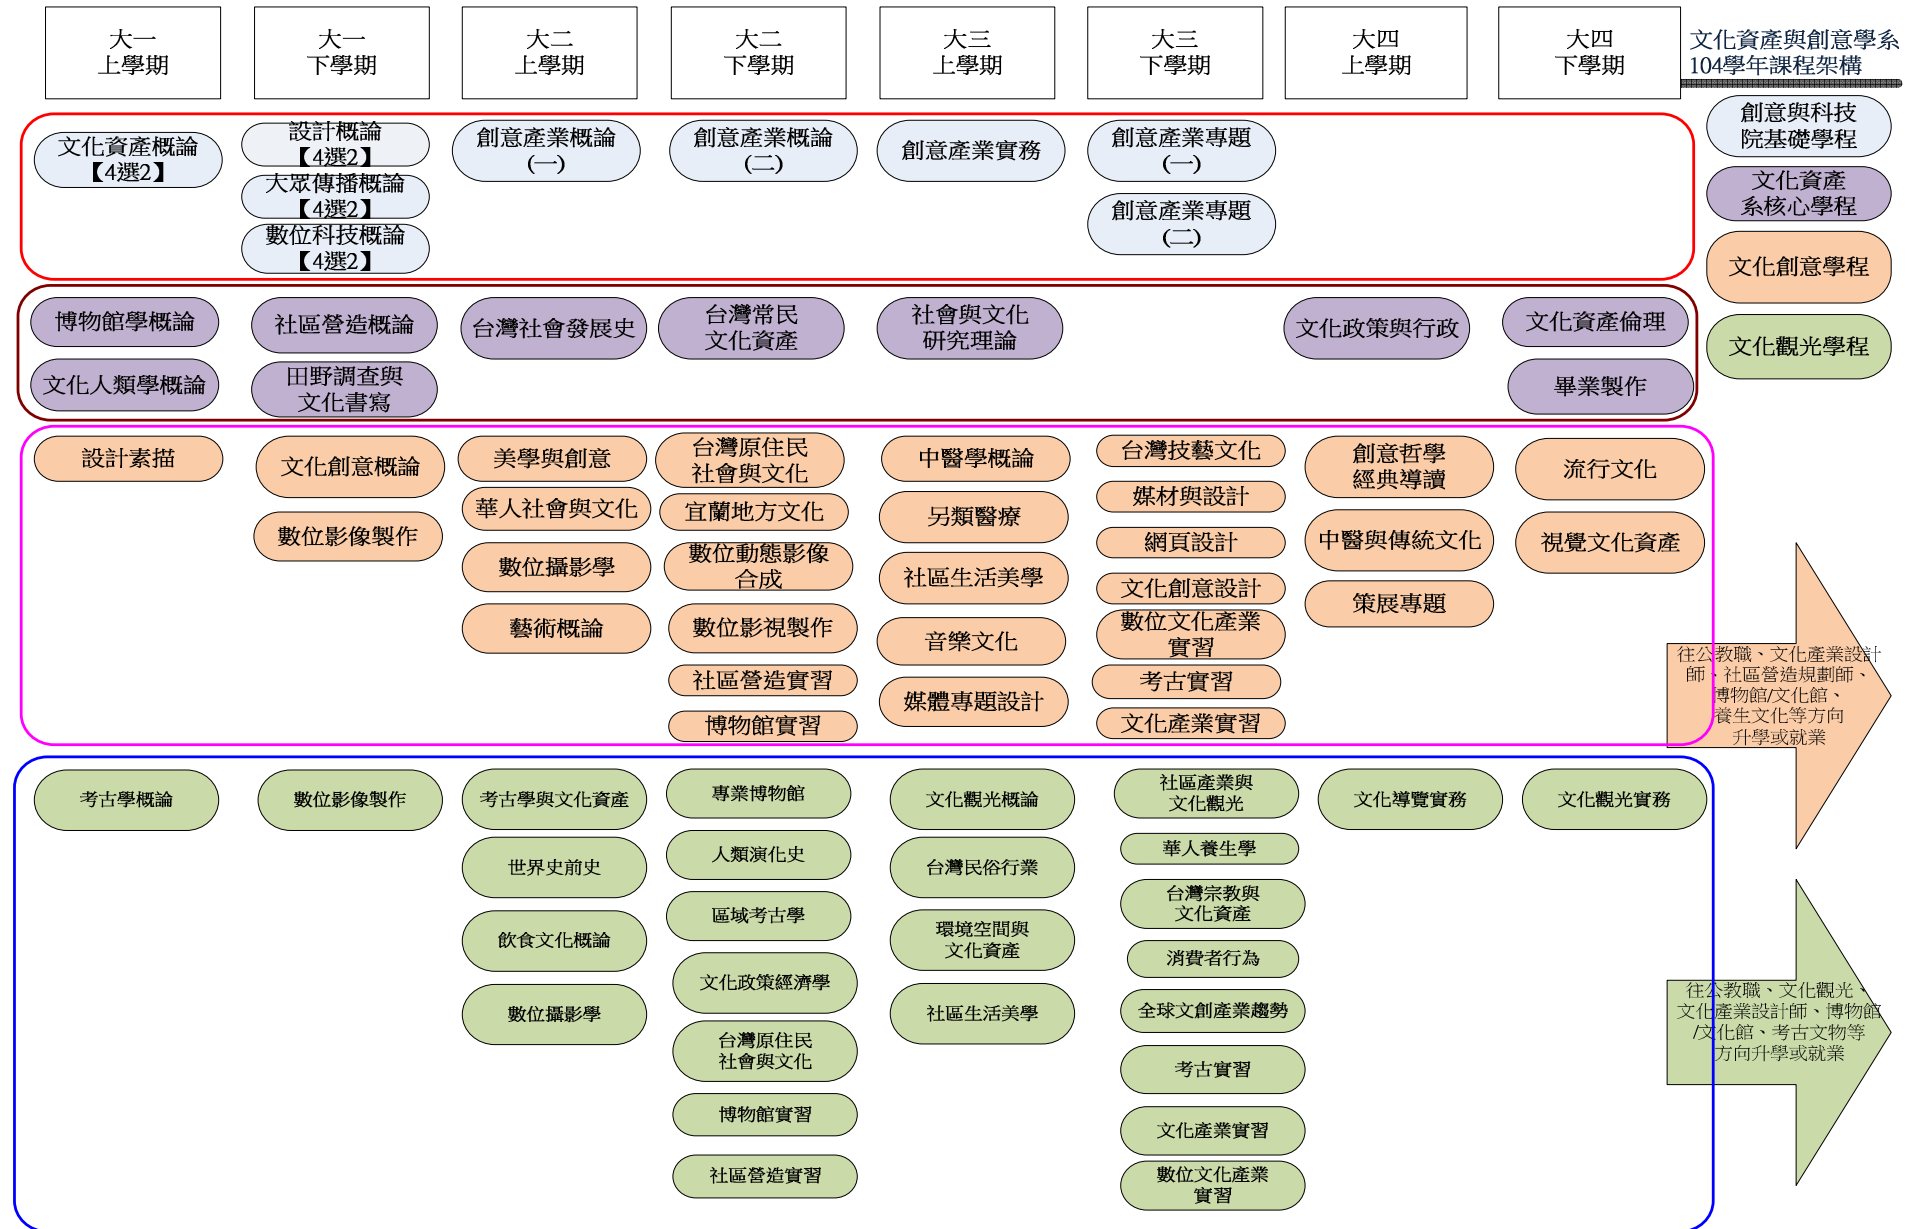 大一
上學期
大一
下學期
大二
上學期
大二
下學期
大三
上學期
大三
下學期
大四
上學期
大四
下學期
文化資產與創意學系
104學年課程架構
創意與科技
院基礎學程
文化資產
系核心學程
文化創意學程
文化觀光學程
文化資產概論
【4選2】
設計概論
【4選2】
大眾傳播概論
【4選2】
數位科技概論
【4選2】
創意產業概論
(一)
創意產業概論
(二)
創意產業實務
創意產業專題
(一)
創意產業專題
(二)
博物館學概論
文化人類學概論
社區營造概論
田野調查與
文化書寫
台灣社會發展史
台灣常民
文化資產
社會與文化
研究理論
文化政策與行政
文化資產倫理
畢業製作
設計素描
文化創意概論
數位影像製作
美學與創意
華人社會與文化
數位攝影學
藝術概論
台灣原住民
社會與文化
宜蘭地方文化
數位動態影像
合成
數位影視製作
社區營造實習
博物館實習
中醫學概論
另類醫療
社區生活美學
音樂文化
媒體專題設計
台灣技藝文化
媒材與設計
網頁設計
文化創意設計
數位文化產業
實習
考古實習
文化產業實習
創意哲學
經典導讀
中醫與傳統文化
策展專題
流行文化
視覺文化資產
往公教職、文化產業設計
師、社區營造規劃師、
博物館/文化館、
養生文化等方向
升學或就業
考古學概論
數位影像製作
考古學與文化資產
世界史前史
飲食文化概論
數位攝影學
專業博物館
人類演化史
區域考古學
文化政策經濟學
台灣原住民
社會與文化
博物館實習
社區營造實習
文化觀光概論
台灣民俗行業
環境空間與
文化資產
社區生活美學
社區產業與
文化觀光
華人養生學
台灣宗教與
文化資產
消費者行為
全球文創產業趨勢
考古實習
文化產業實習
數位文化產業
實習
文化導覽實務
文化觀光實務
往公教職、文化觀光、
文化產業設計師、博物館
/文化館、考古文物等
方向升學或就業